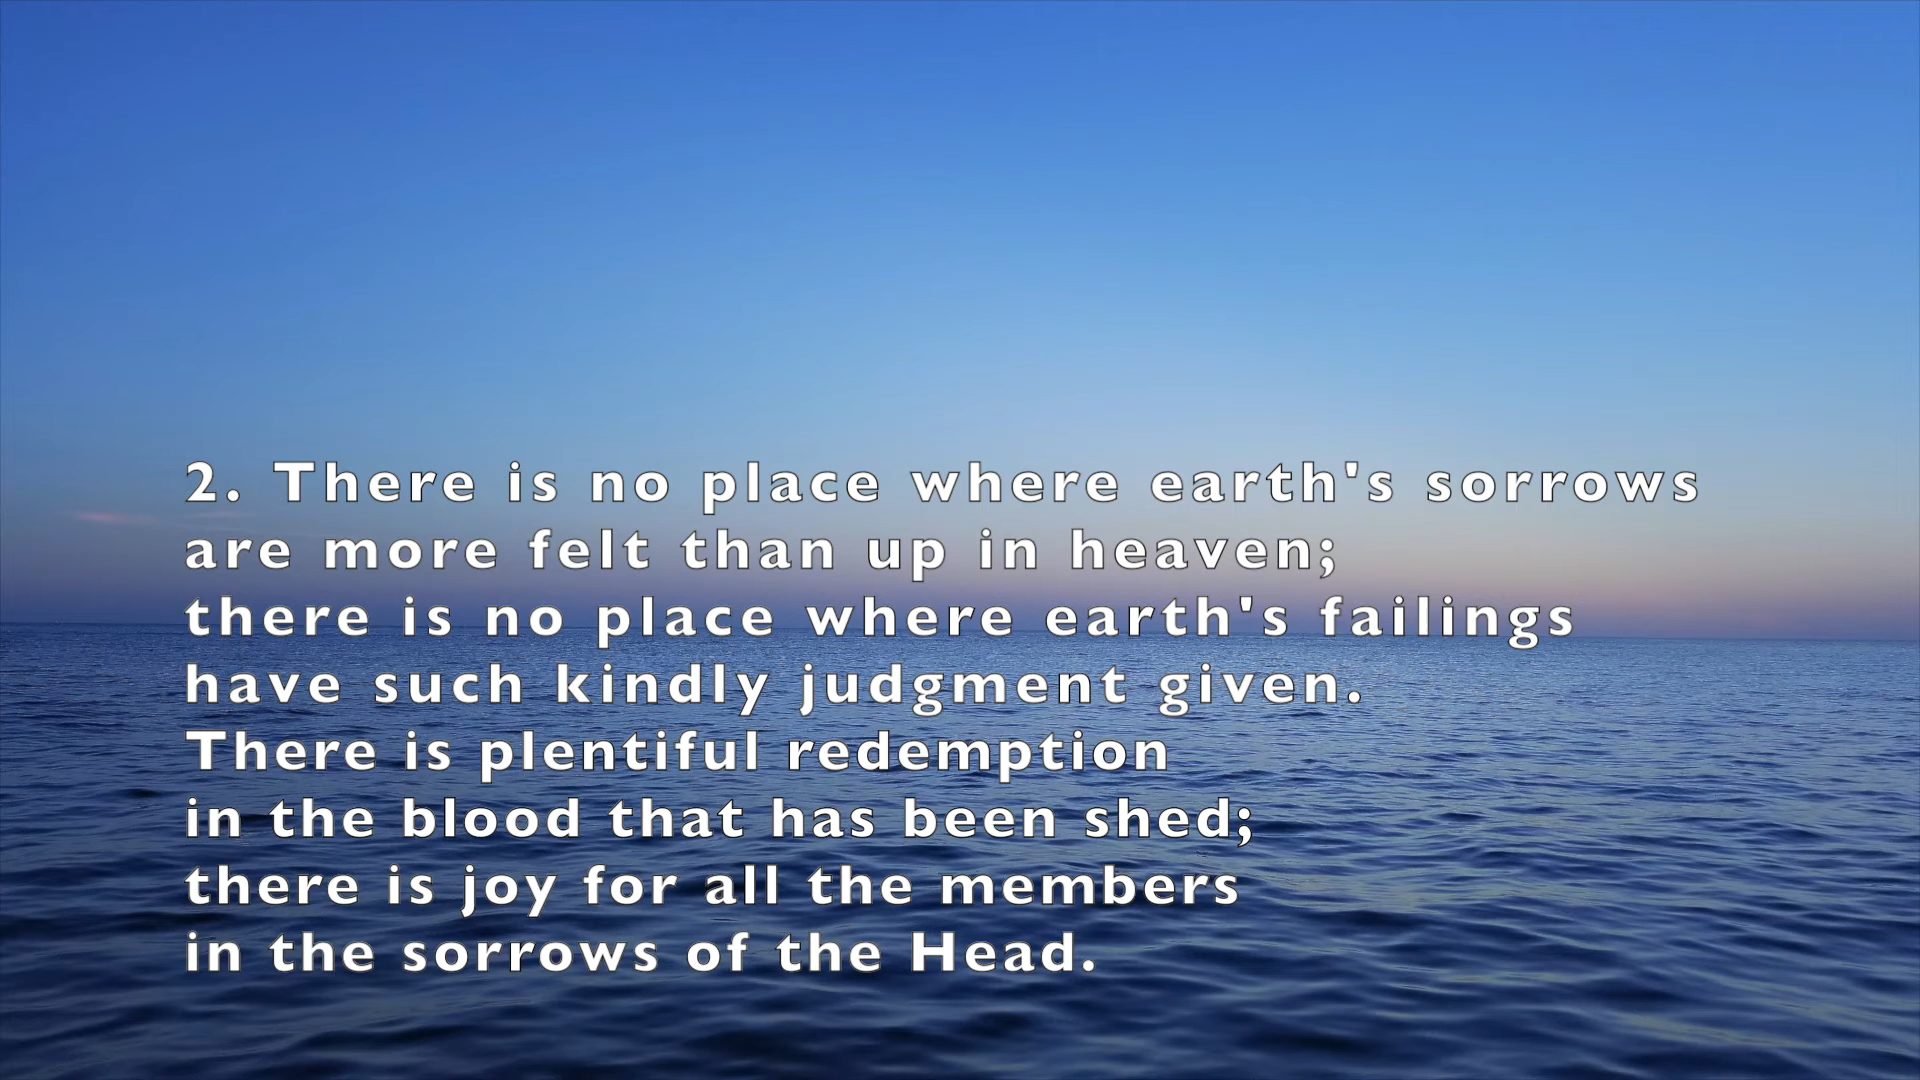 2. There is no place where earth's sorrows
are more felt than up in heaven;
there is no place where earth's failings
have such kindly judgment given.
There is plentiful redemption
in the blood that has been shed;
there is joy for all the members
in the sorrows of the Head.